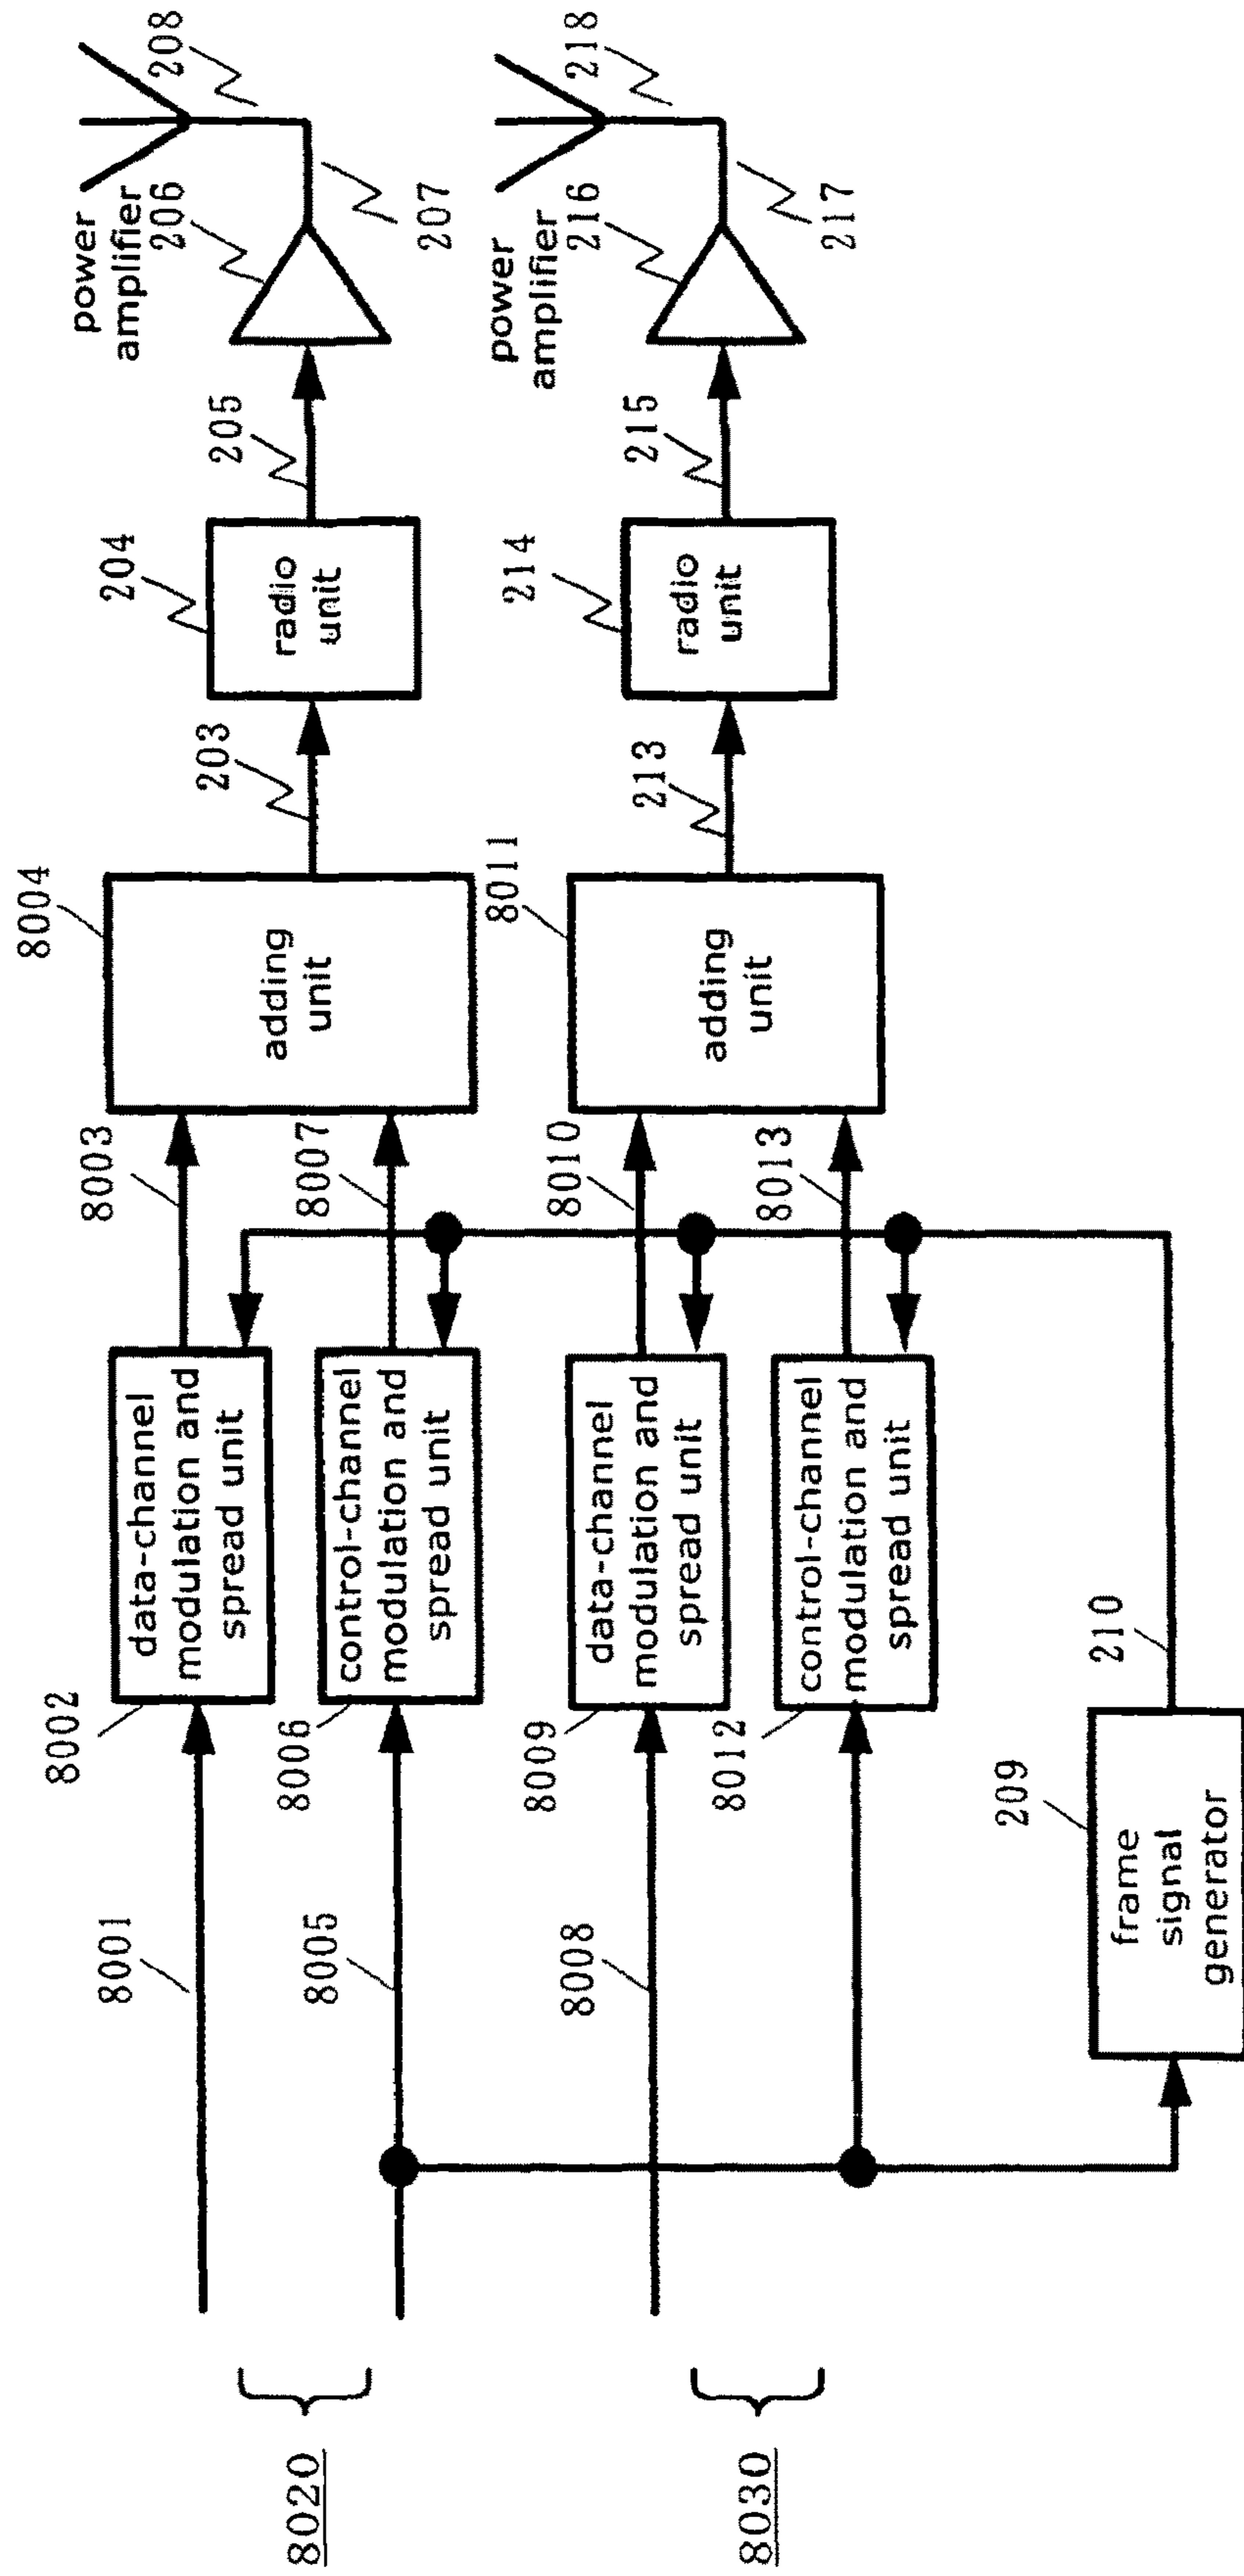 8020
8001
8002
data-channel
modulation and
spread unit
8003
8004
adding
unit
203
204
radio
unit
205
power
amplifier
206
207
208
8005
8006
control-channel
modulation and
spread unit
8007
8030
8008
8009
data-channel
modulation and
spread unit
8010
8011
adding
unit
213
214
radio
unit
215
power
amplifier
216
217
218
8012
control-channel
modulation and
spread unit
8013
209
frame
signal
generator
210